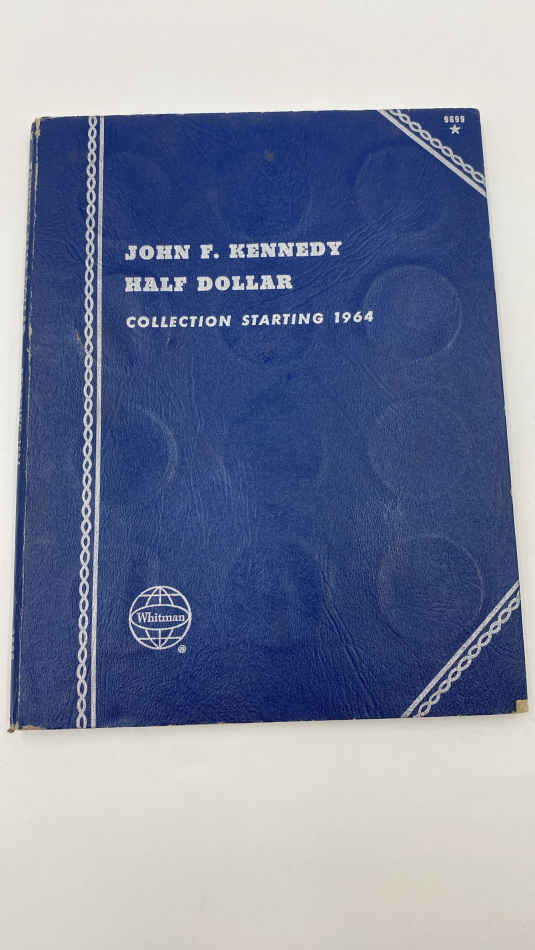 9699
JOHN F. KENNEDY
HALF DOLLAR
COLLECTION STARTING 1964
Whitman
®